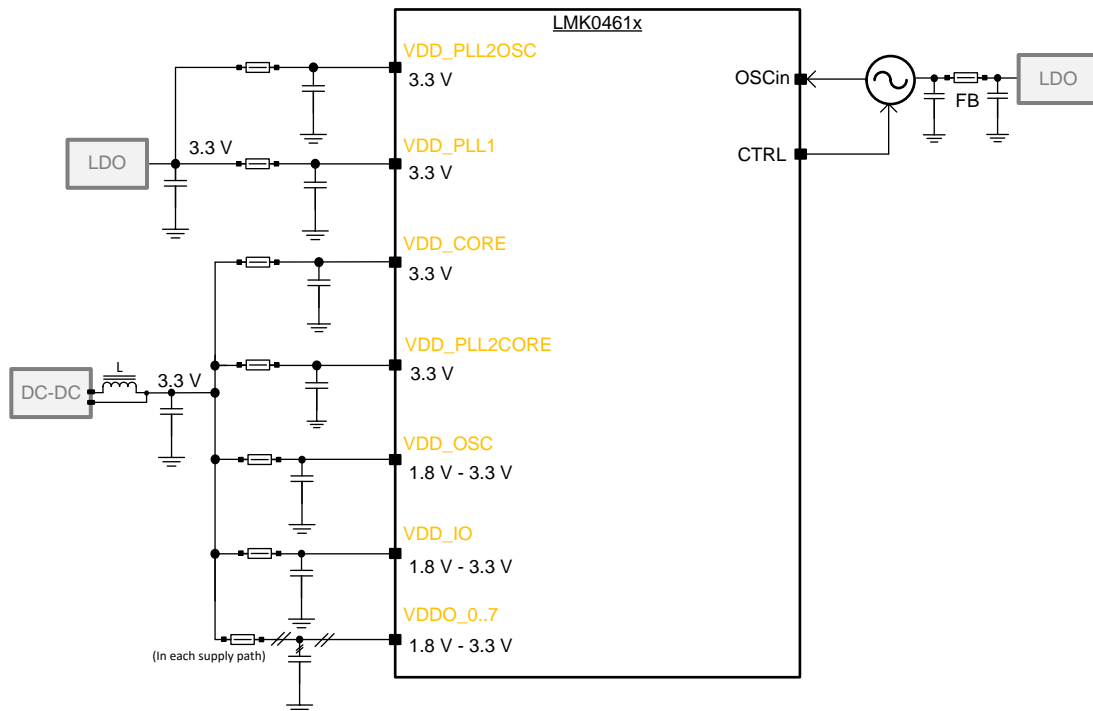 LMK0461x
VDD_PLL2OSC
3.3 V
OSCin
FB
LDO
LDO
3.3 V
VDD_PLL1
3.3 V
CTRL
VDD_CORE
3.3 V
VDD_PLL2CORE
3.3 V
DC-DC
L
3.3 V
VDD_OSC
1.8 V - 3.3 V
VDD_IO
1.8 V - 3.3 V
VDDO_0..7
1.8 V - 3.3 V
(In each supply path)